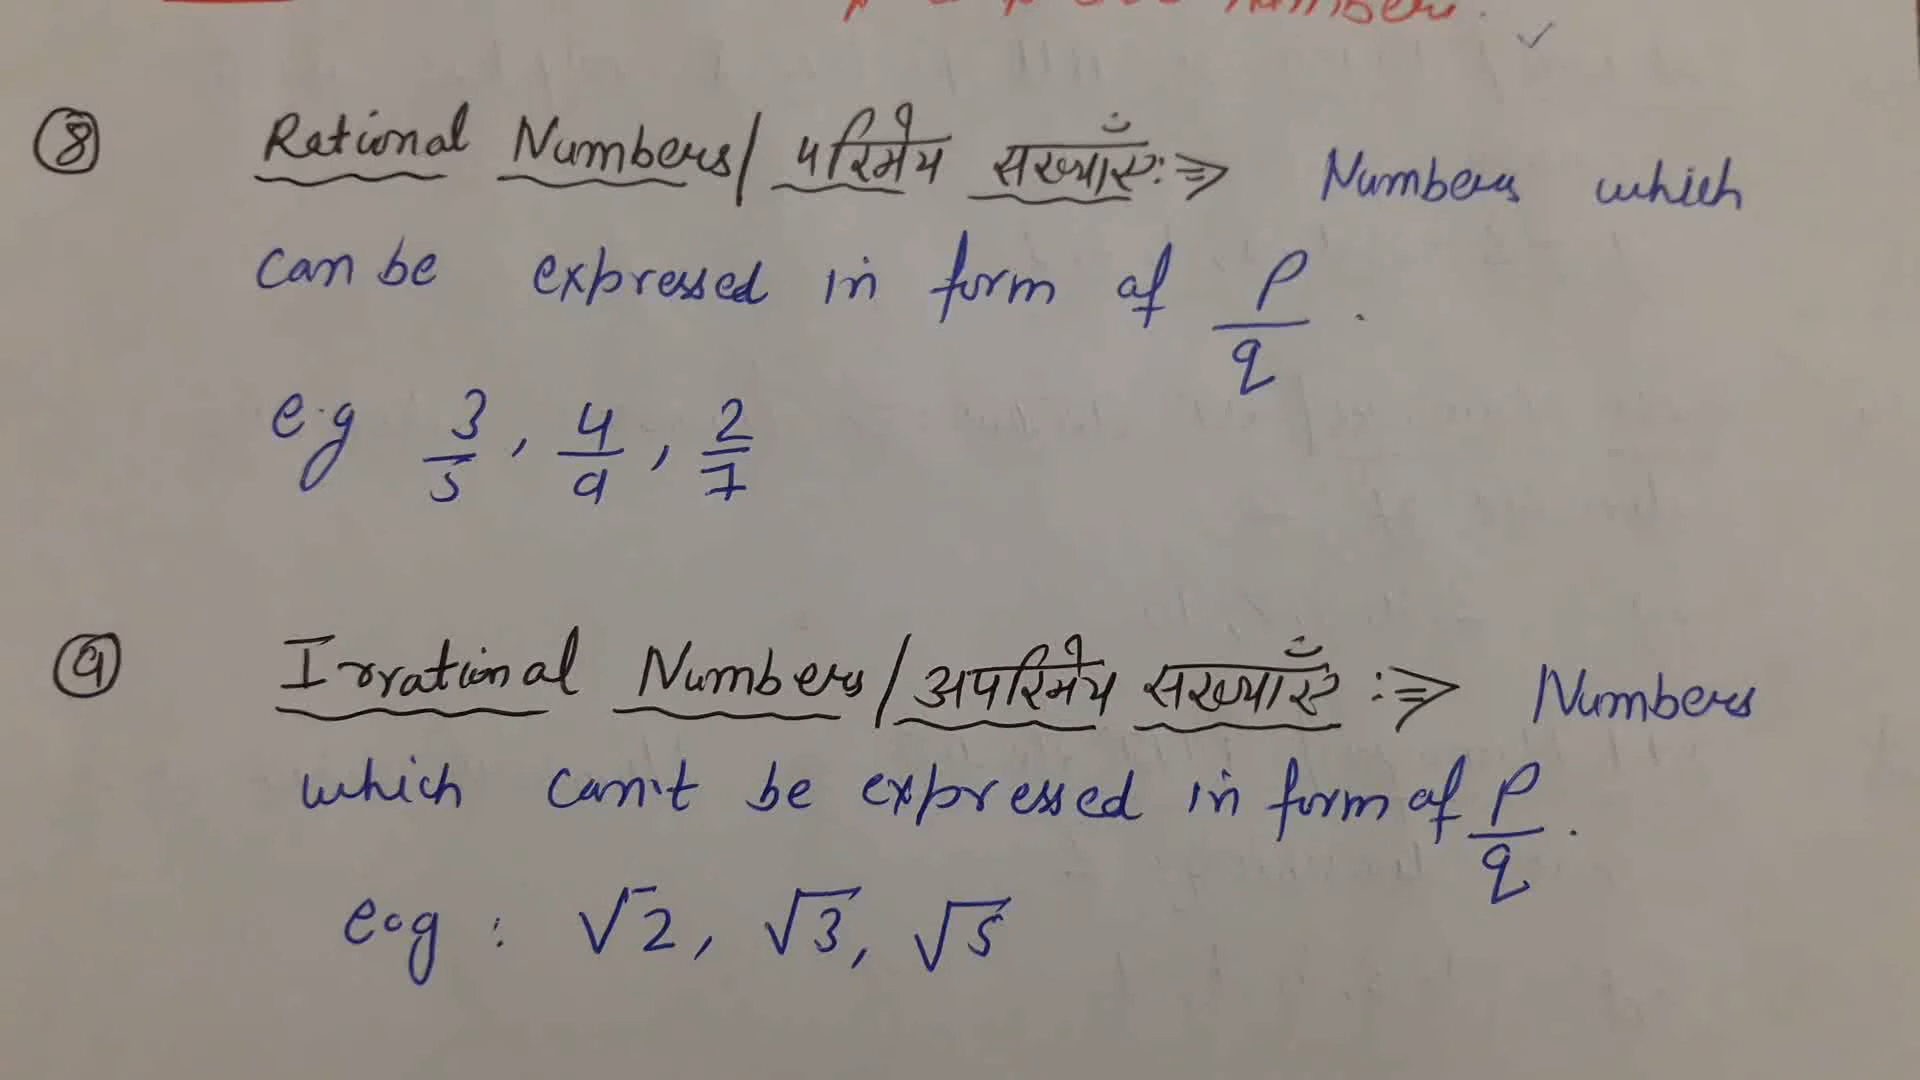 numbers.
⑧ Rational Numbers/ परिमेय संख्याएँ :⇒ Numbers which
can be expressed in form of p/q .
e.g 3/5 , 4/9 , 2/7
⑨ Irrational Numbers/ अपरिमेय संख्याएँ :⇒ Numbers
which can't be expressed in form of p/q .
e.g : √2, √3, √5